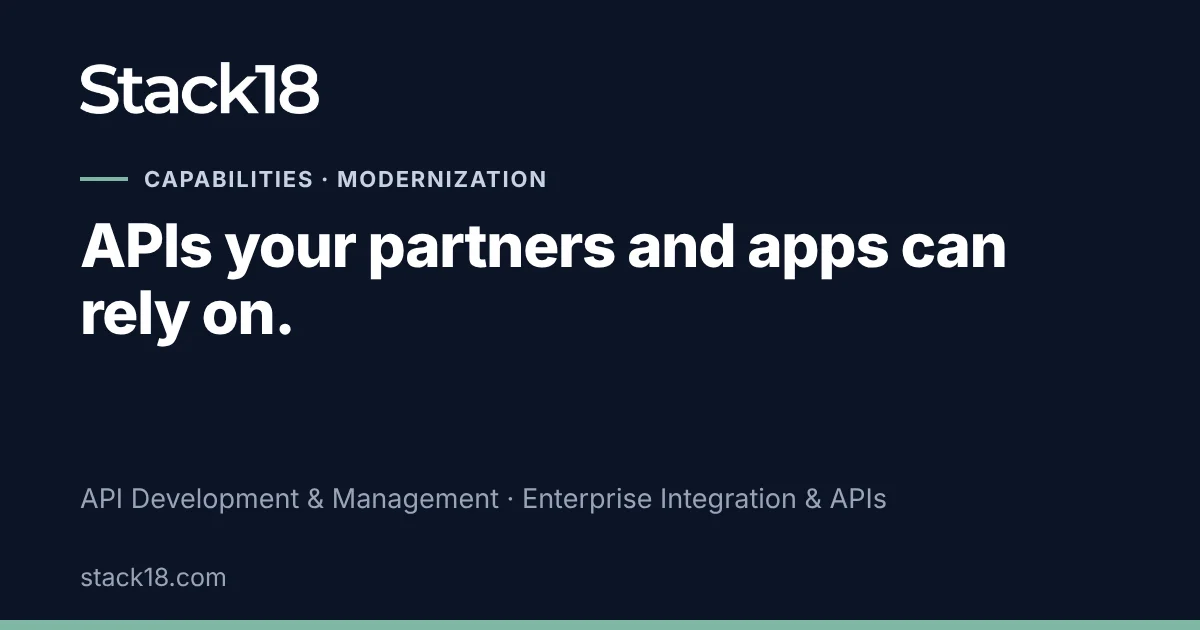 Stack18
CAPABILITIES · MODERNIZATION
APIs your partners and apps can
rely on.
API Development & Management · Enterprise Integration & APIs
stack18.com